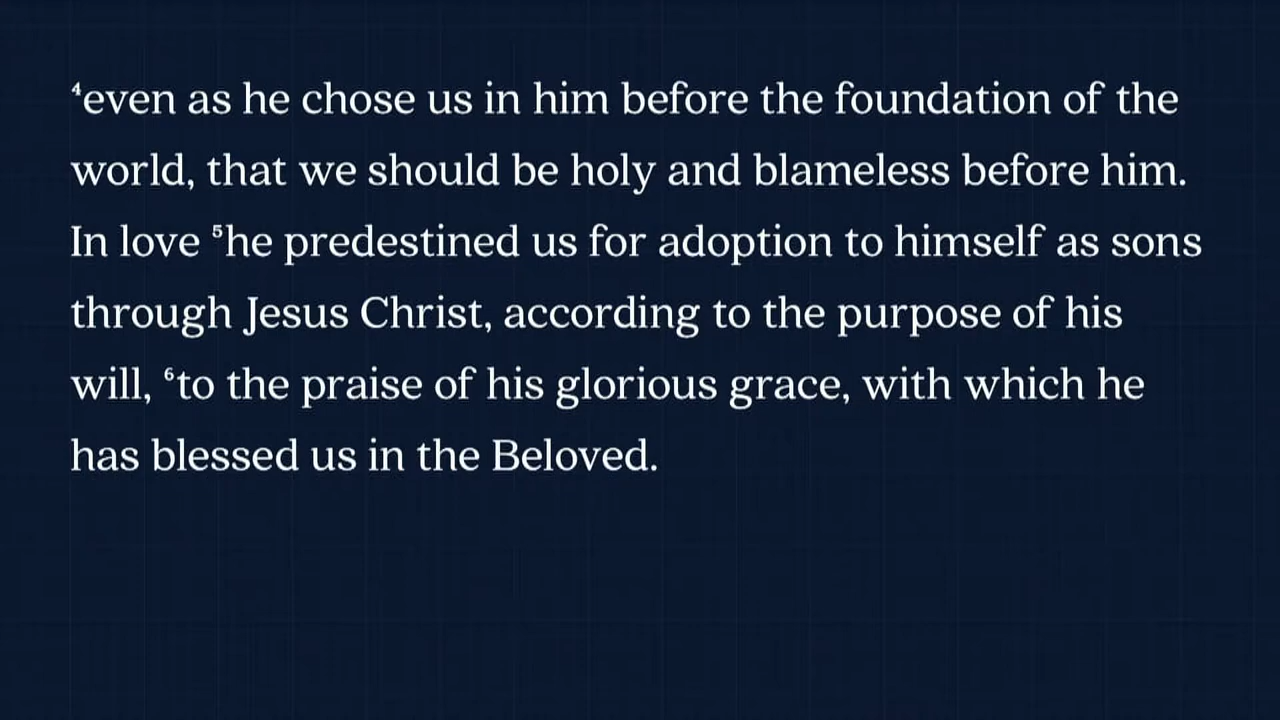 ⁴even as he chose us in him before the foundation of the
world, that we should be holy and blameless before him.
In love ⁵he predestined us for adoption to himself as sons
through Jesus Christ, according to the purpose of his
will, ⁶to the praise of his glorious grace, with which he
has blessed us in the Beloved.